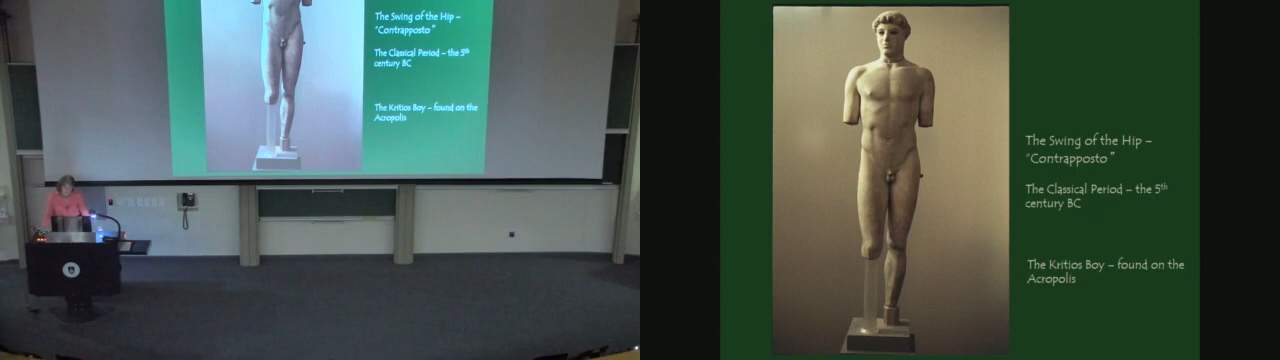 The Swing of the Hip –
"Contrapposto"
The Classical Period – the 5th
century BC
The Kritios Boy – found on the
Acropolis
The Swing of the Hip –
"Contrapposto"
The Classical Period – the 5th
century BC
The Kritios Boy – found on the
Acropolis